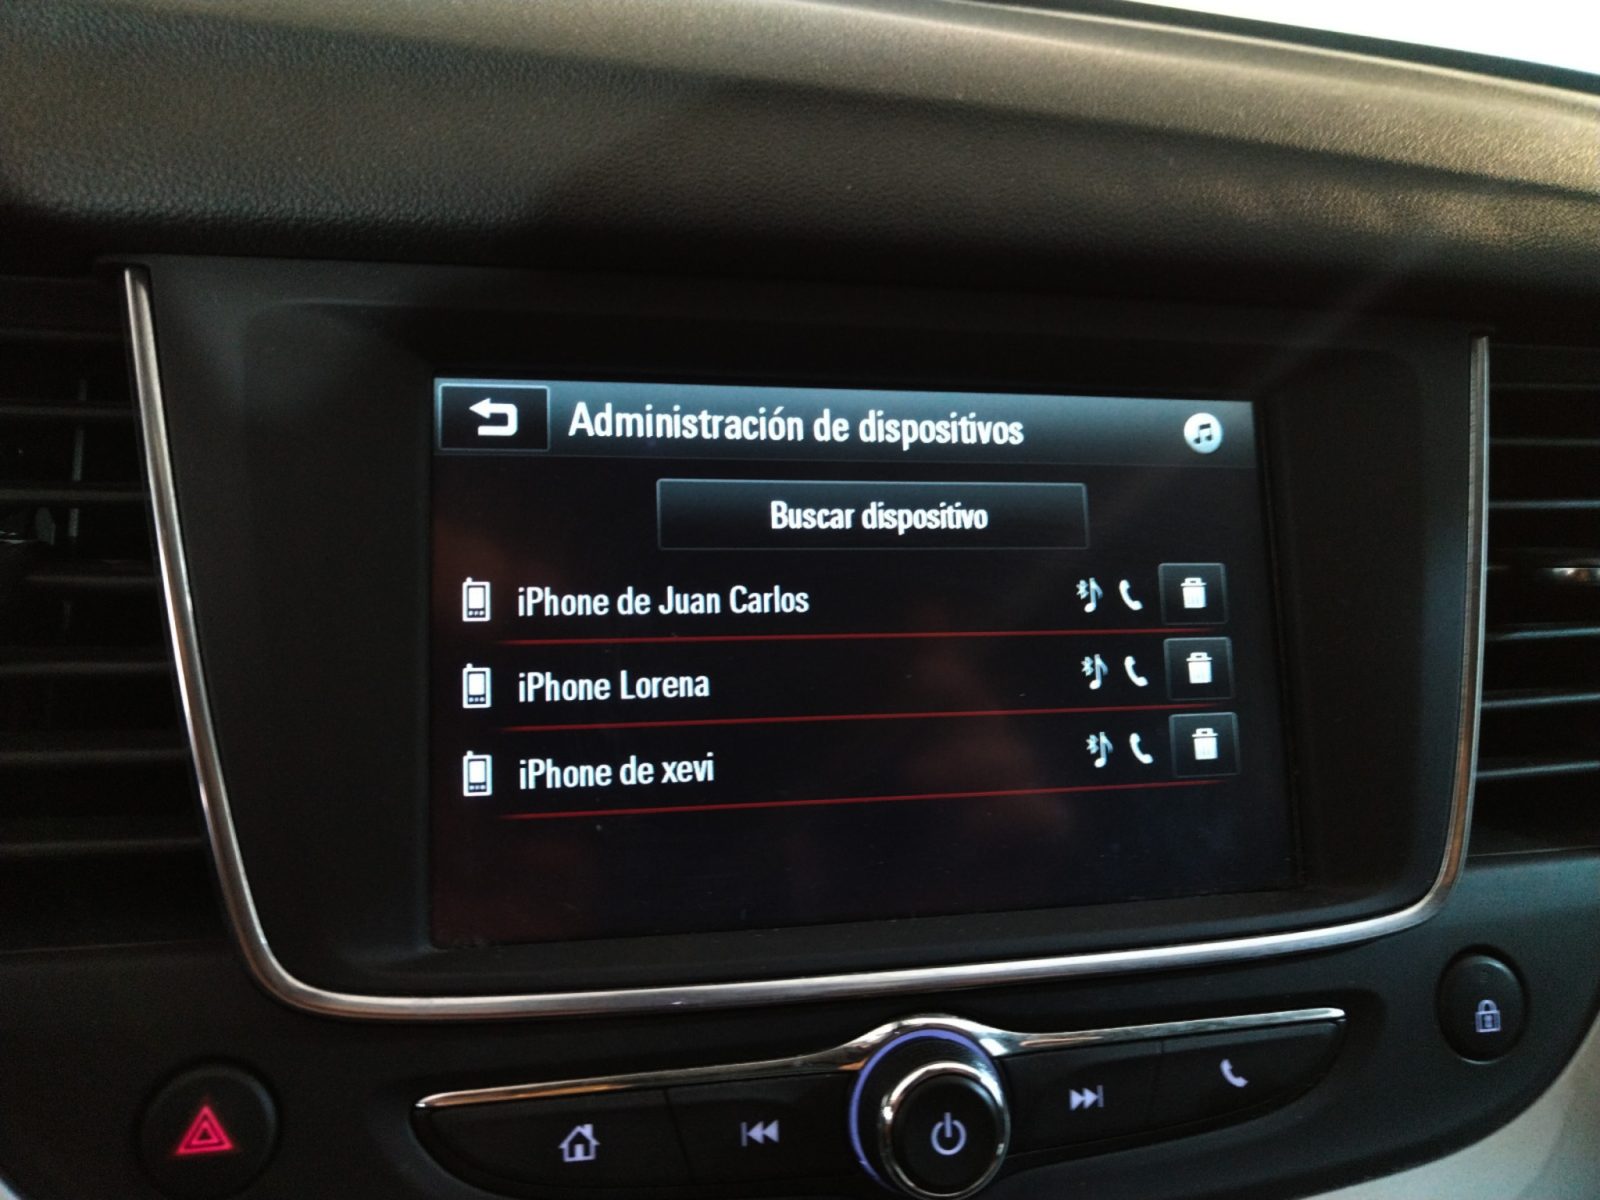 Administración de dispositivos
Buscar dispositivo
iPhone de Juan Carlos
iPhone Lorena
iPhone de xevi